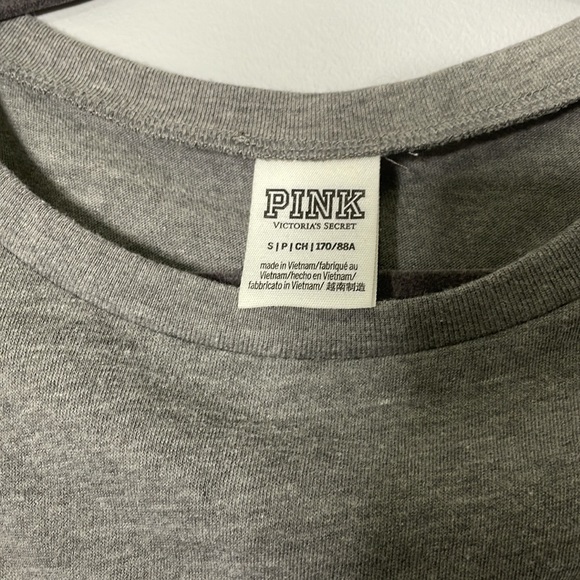 PINK
VICTORIA'S SECRET
S|P|CH|170/88A
made in Vietnam/fabriqué au
Vietnam/hecho en Vietnam/
fabbricato in Vietnam/ 越南制造